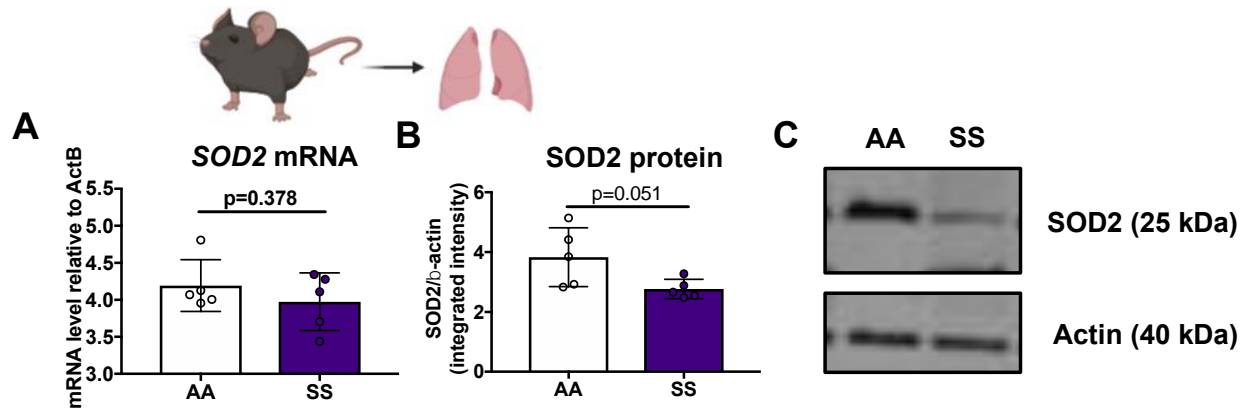 A
SOD2 mRNA
mRNA level relative to ActB
5.5
5.0
4.5
4.0
3.5
3.0
p=0.378
AA
SS
B
SOD2 protein
SOD2/b-actin
(integrated intensity)
6
4
2
0
p=0.051
AA
SS
C
AA
SS
SOD2 (25 kDa)
Actin (40 kDa)